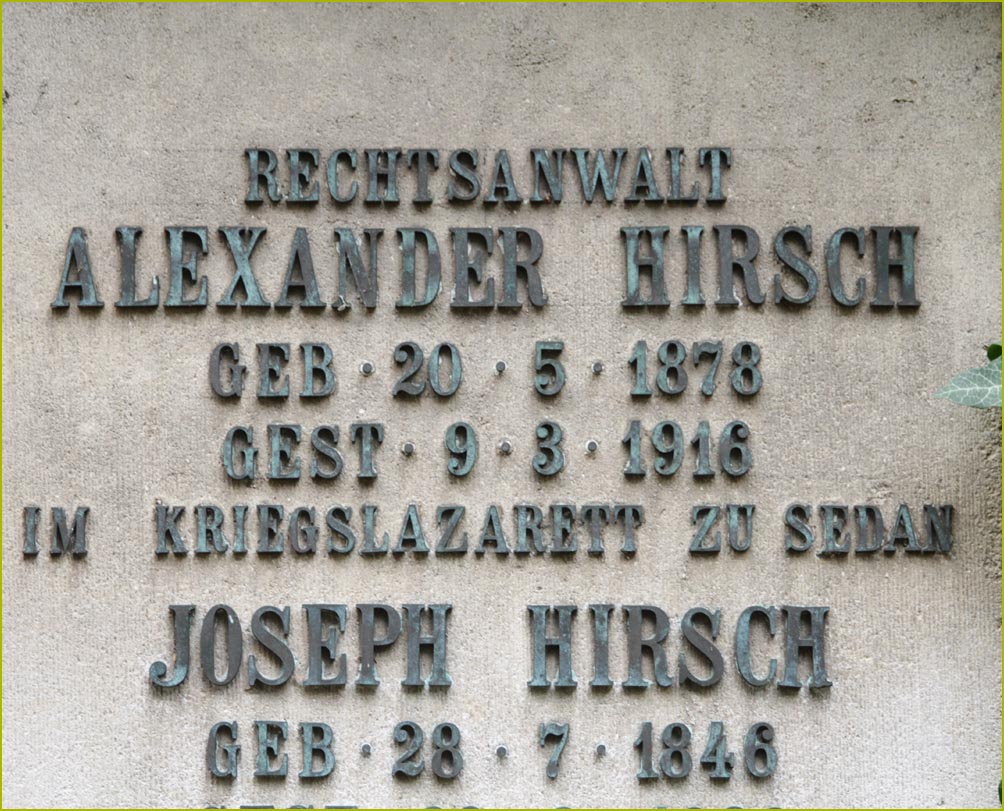 RECHTSANWALT
ALEXANDER HIRSCH
GEB · 20 · 5 · 1878
GEST · 9 · 3 · 1916
IM KRIEGSLAZARETT ZU SEDAN
JOSEPH HIRSCH
GEB · 28 · 7 · 1846